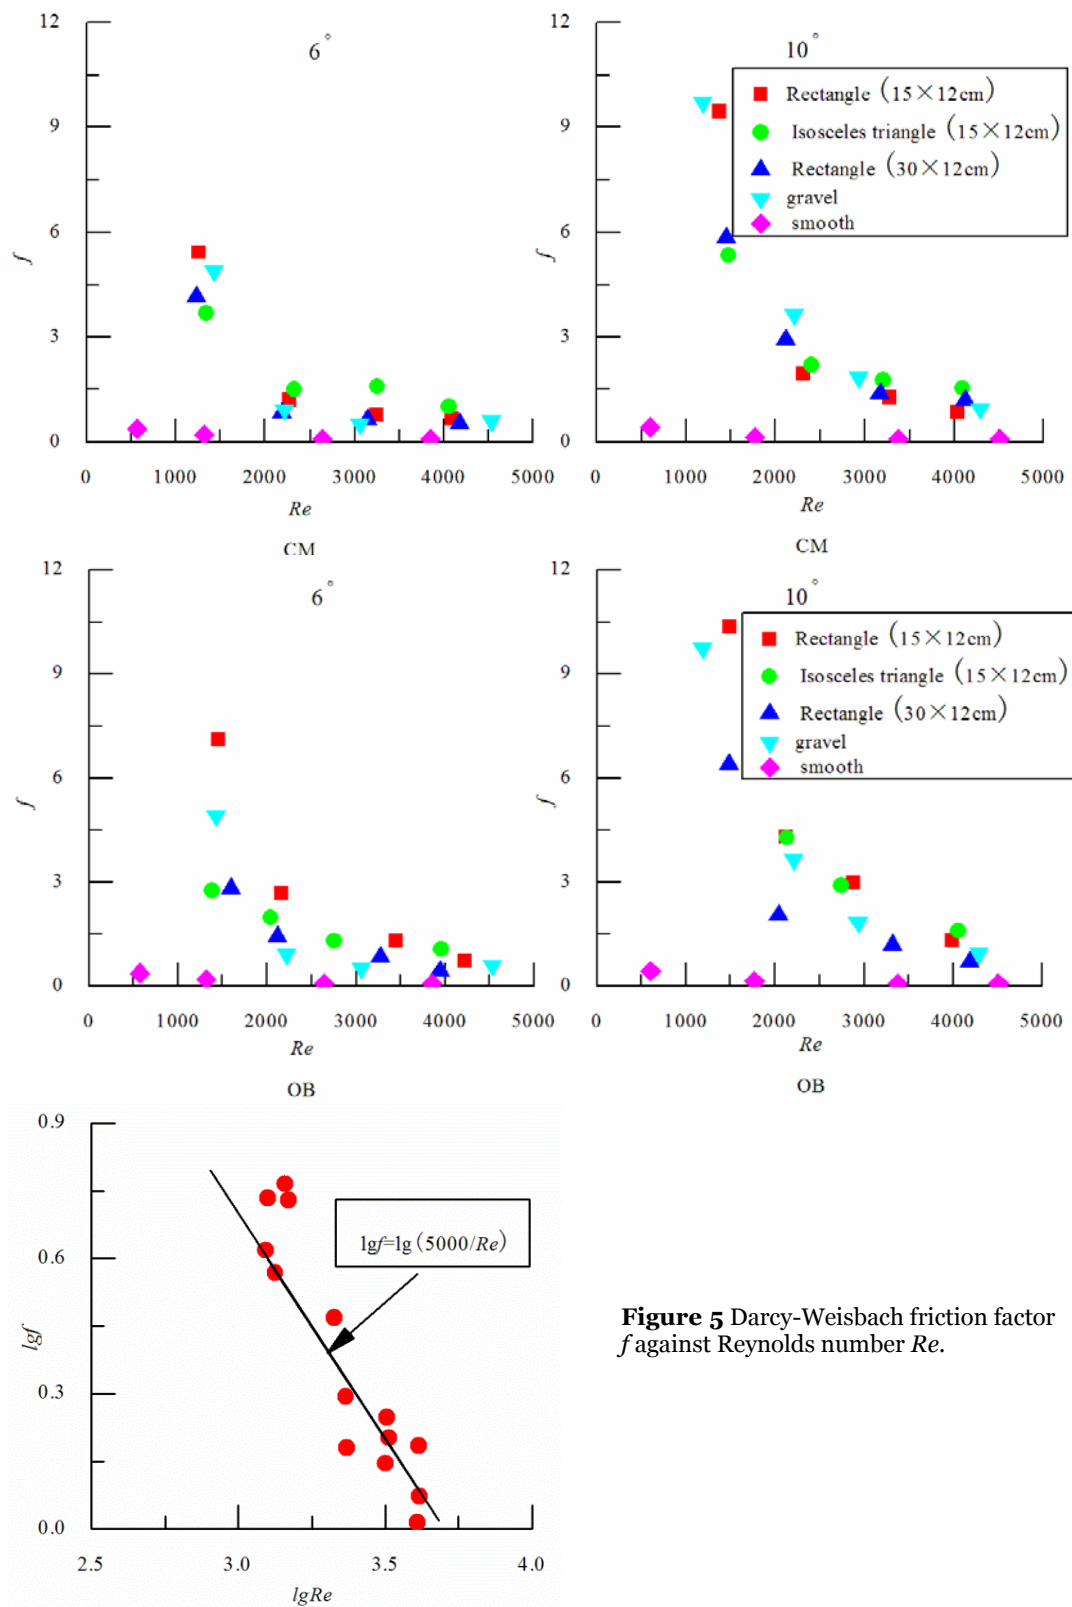 12
9
6
3
0
f
6°
0 1000 2000 3000 4000 5000
Re
CM
12
9
6
3
0
f
10°
Rectangle (15×12cm)
Isosceles triangle (15×12cm)
Rectangle (30×12cm)
gravel
smooth
0 1000 2000 3000 4000 5000
Re
CM
12
9
6
3
0
f
6°
0 1000 2000 3000 4000 5000
Re
OB
12
9
6
3
0
f
10°
Rectangle (15×12cm)
Isosceles triangle (15×12cm)
Rectangle (30×12cm)
gravel
smooth
0 1000 2000 3000 4000 5000
Re
OB
0.9
0.6
0.3
0.0
lgf
lgf=lg(5000/Re)
2.5 3.0 3.5 4.0
lgRe
Figure 5 Darcy-Weisbach friction factor
f against Reynolds number Re.